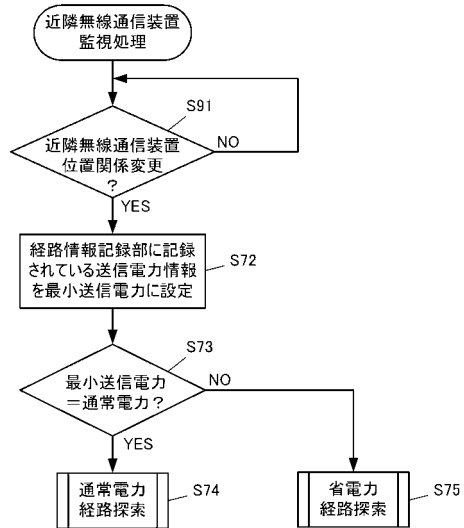 近隣無線通信装置
監視処理
S91
近隣無線通信装置
位置関係変更
?
NO
YES
経路情報記録部に記録
されている送信電力情報
を最小送信電力に設定
S72
S73
最小送信電力
=通常電力?
NO
YES
通常電力
経路探索
S74
省電力
経路探索
S75